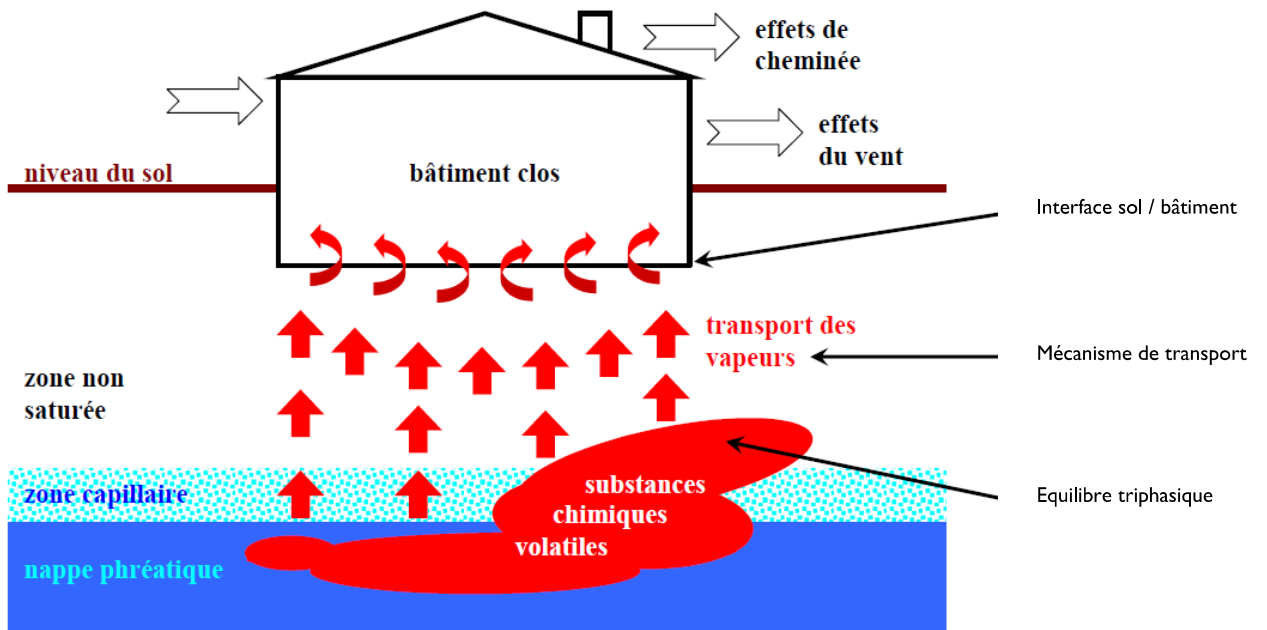 effets de
cheminée
effets
du vent
niveau du sol
bâtiment clos
Interface sol / bâtiment
transport des
vapeurs
Mécanisme de transport
zone non
saturée
substances
chimiques
volatiles
zone capillaire
Equilibre triphasique
nappe phréatique